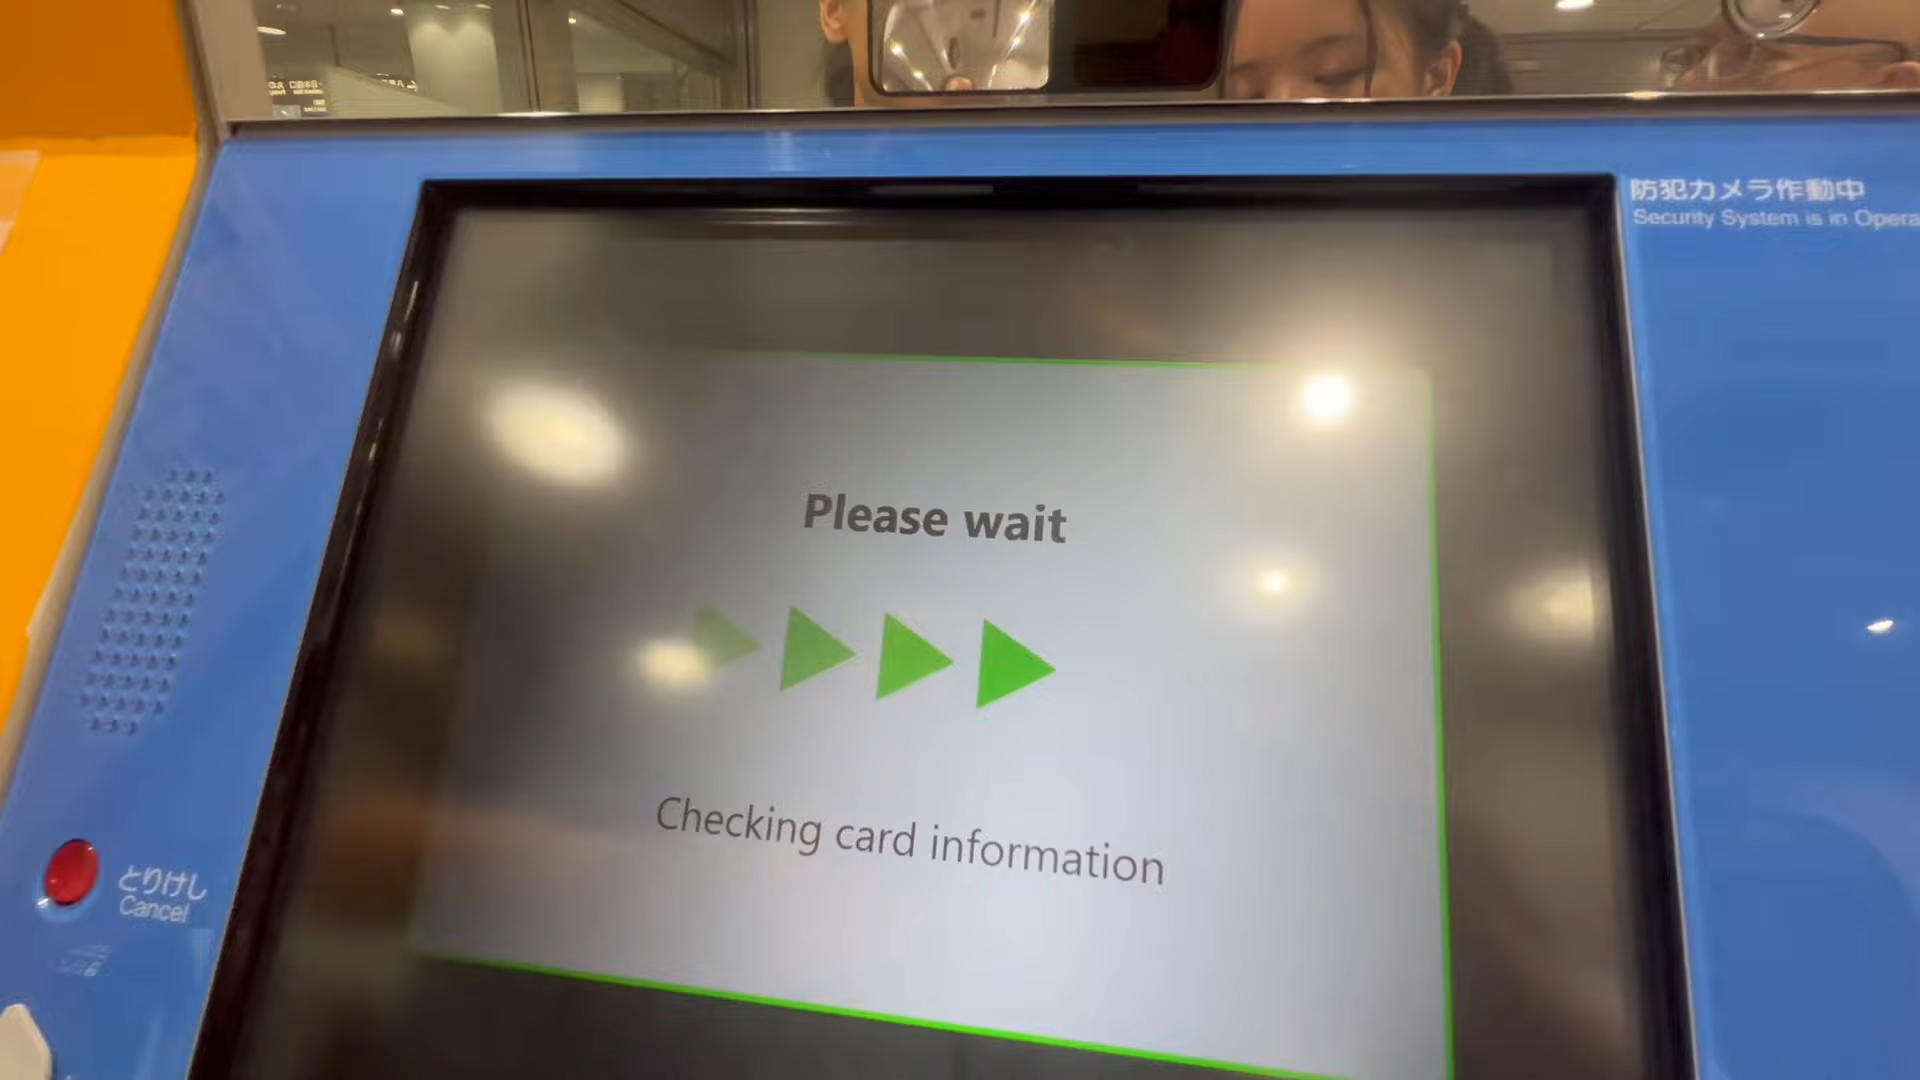 防犯カメラ作動中
Security System is in Opera
Please wait
Checking card information
とりけし
Cancel